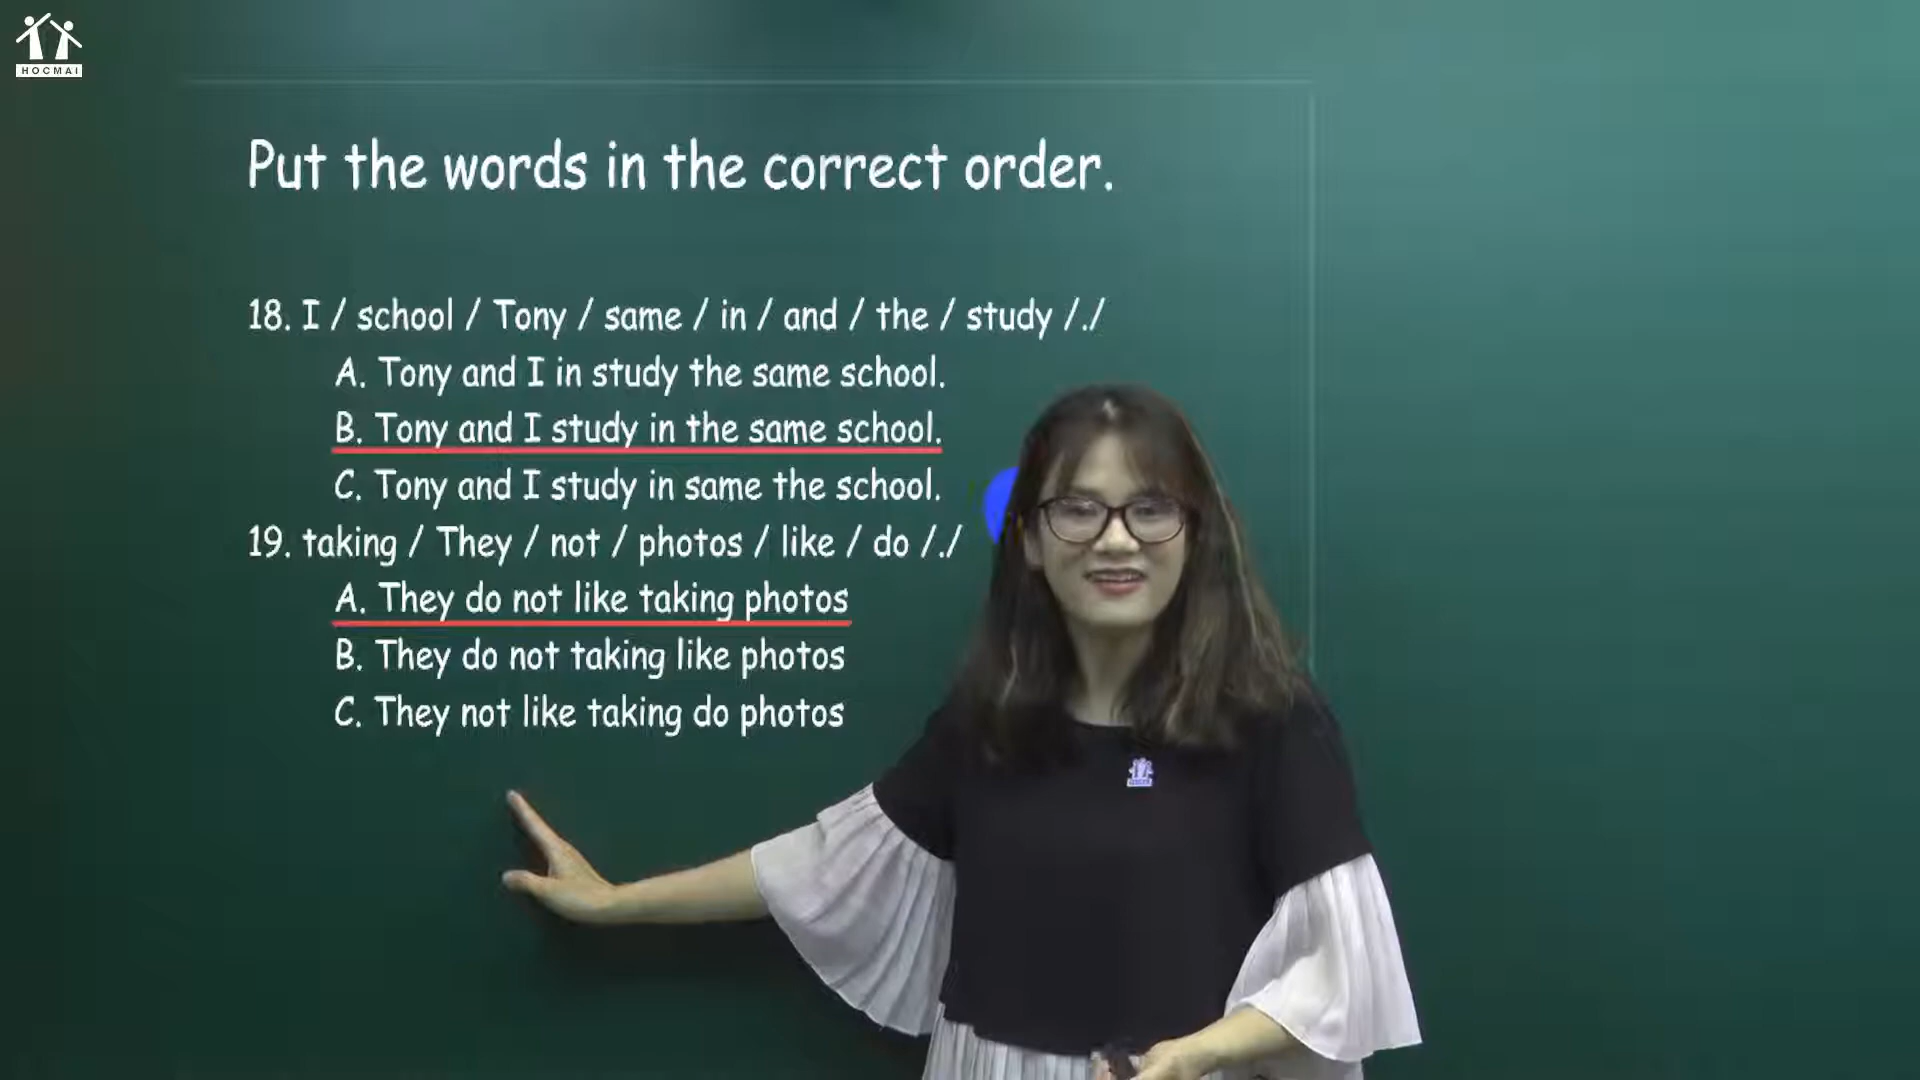 HOCMAI
Put the words in the correct order.
18. I / school / Tony / same / in / and / the / study /./
A. Tony and I in study the same school.
B. Tony and I study in the same school.
C. Tony and I study in same the school.
19. taking / They / not / photos / like / do /./
A. They do not like taking photos
B. They do not taking like photos
C. They not like taking do photos